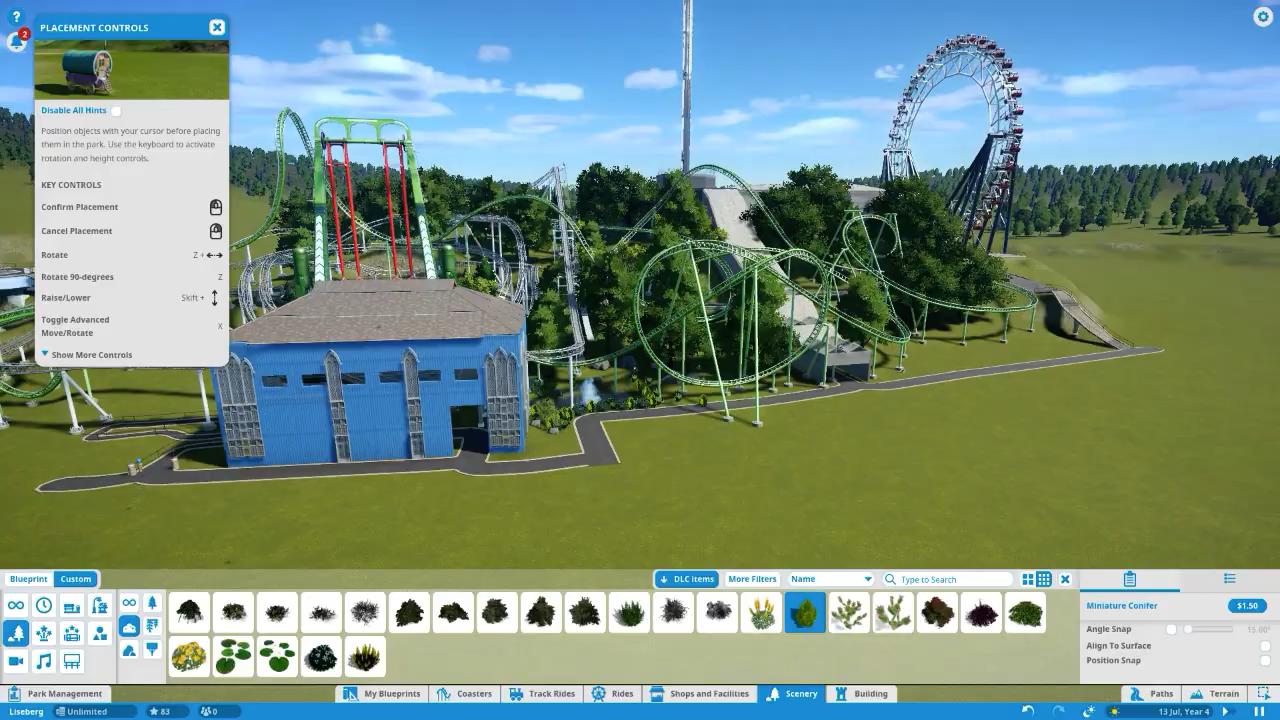 ?
2
PLACEMENT CONTROLS
Disable All Hints
Position objects with your cursor before placing
them in the park. Use the keyboard to activate
rotation and height controls.
KEY CONTROLS
Confirm Placement
Cancel Placement
Rotate Z +
Rotate 90-degrees Z
Raise/Lower Shift +
Toggle Advanced
Move/Rotate X
Show More Controls
Blueprint Custom
DLC Items More Filters Name Type to Search
Miniature Conifer $1.50
Angle Snap 15.00°
Align To Surface
Position Snap
Park Management My Blueprints Coasters Track Rides Rides Shops and Facilities Scenery Building Paths Terrain
Liseberg Unlimited 83 0 13 Jul, Year 4